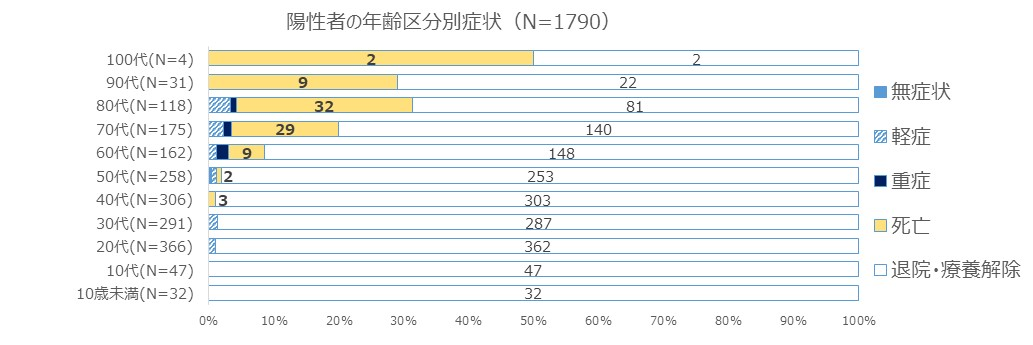 陽性者の年齢区分別症状（N=1790）
100代(N=4) 2 2
90代(N=31) 9 22
80代(N=118) 32 81
70代(N=175) 29 140
60代(N=162) 9 148
50代(N=258) 2 253
40代(N=306) 3 303
30代(N=291) 287
20代(N=366) 362
10代(N=47) 47
10歳未満(N=32) 32
0% 10% 20% 30% 40% 50% 60% 70% 80% 90% 100%
無症状
軽症
重症
死亡
退院・療養解除